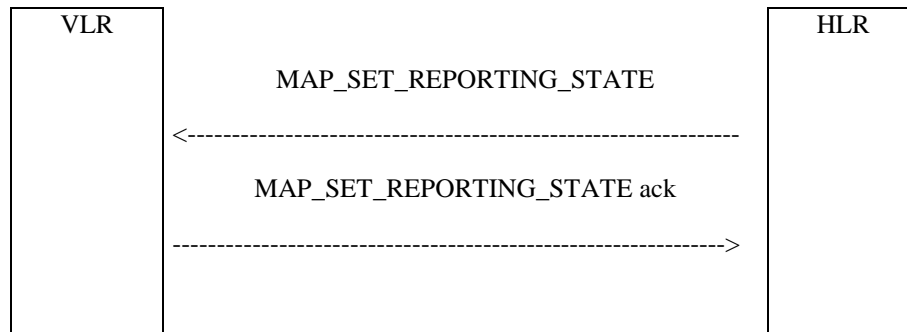 VLR HLR
MAP_SET_REPORTING_STATE
<---------------------------------------------------------------
MAP_SET_REPORTING_STATE ack
--------------------------------------------------------------->